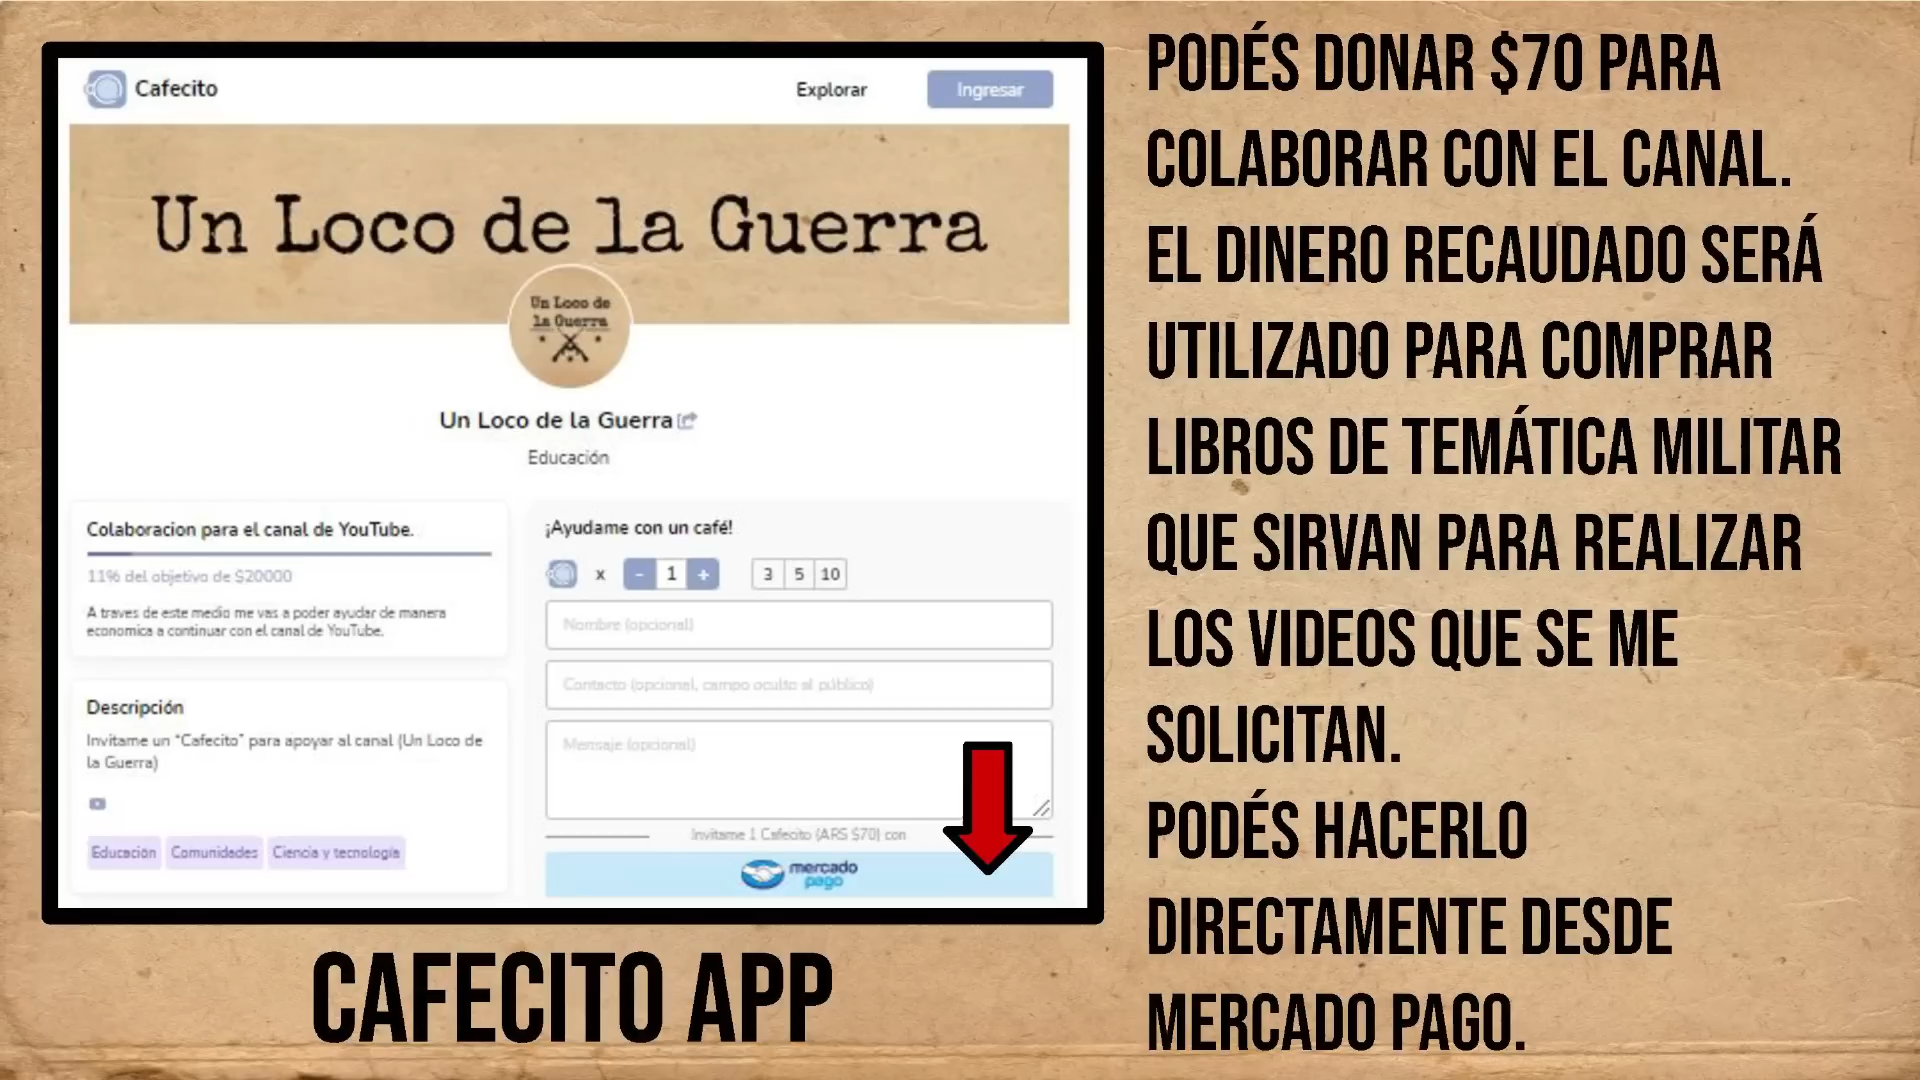 Cafecito
Explorar
Ingresar
Un Loco de la Guerra
Un Loco de
la Guerra
Un Loco de la Guerra
Educación
Colaboracion para el canal de YouTube.
11% del objetivo de $20000
A traves de este medio me vas a poder ayudar de manera
economica a continuar con el canal de YouTube.
Descripción
Invitame un "Cafecito" para apoyar al canal (Un Loco de
la Guerra)
Educación Comunidades Ciencia y tecnología
¡Ayudame con un café!
x - 1 + 3 5 10
Nombre (opcional)
Contacto (opcional, campo oculto al público)
Mensaje (opcional)
Invitame 1 Cafecito (ARS $70) con
mercado
pago
CAFECITO APP
PODÉS DONAR $70 PARA
COLABORAR CON EL CANAL.
EL DINERO RECAUDADO SERÁ
UTILIZADO PARA COMPRAR
LIBROS DE TEMÁTICA MILITAR
QUE SIRVAN PARA REALIZAR
LOS VIDEOS QUE SE ME
SOLICITAN.
PODÉS HACERLO
DIRECTAMENTE DESDE
MERCADO PAGO.